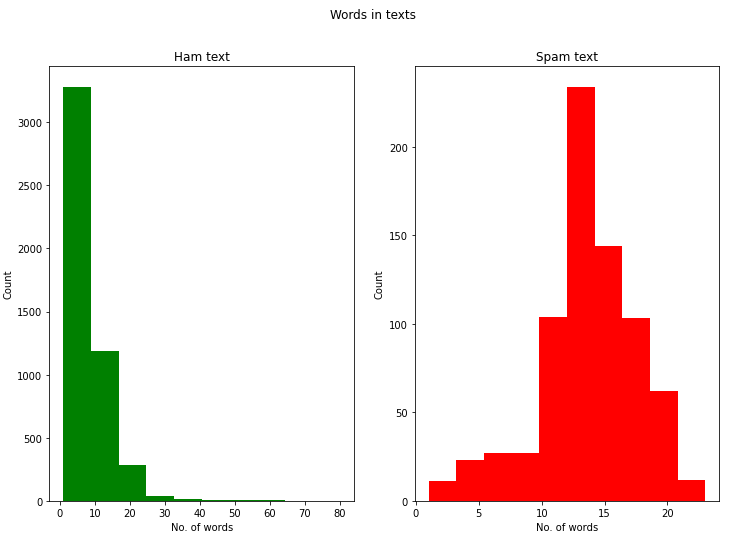 Words in texts
Ham text
Count
3000
2500
2000
1500
1000
500
0
0 10 20 30 40 50 60 70 80
No. of words
Spam text
Count
200
150
100
50
0
0 5 10 15 20
No. of words